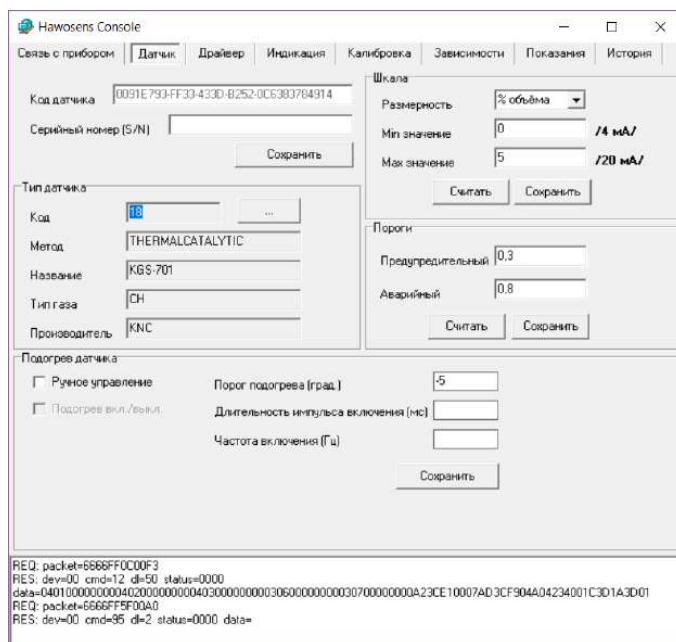 Hawosens Console
Связь с прибором Датчик Драйвер Индикация Калибровка Зависимости Показания История
Код датчика 0091E793-FF33-433D-B252-0C6383784914
Серийный номер (S/N)
Сохранить
Шкала
Размерность % объёма
Min значение 0 /4 мА/
Max значение 5 /20 мА/
Считать Сохранить
Тип датчика
Код 18 ...
Метод THERMALCATALYTIC
Название KGS-701
Тип газа CH
Производитель KNC
Пороги
Предупредительный 0,3
Аварийный 0,8
Считать Сохранить
Подогрев датчика
Ручное управление
Подогрев вкл./выкл.
Порог подогрева (град.) -5
Длительность импульса включения (мс)
Частота включения (Гц)
Сохранить
REQ: packet=6666FF0C00F3
RES: dev=00 cmd=12 dl=50 status=0000
data=040100000000040200000000040300000000030600000000030700000000A23CE10007AD3CF904A04234001C3D1A3D01
REQ: packet=6666FF5F00A0
RES: dev=00 cmd=95 dl=2 status=0000 data=